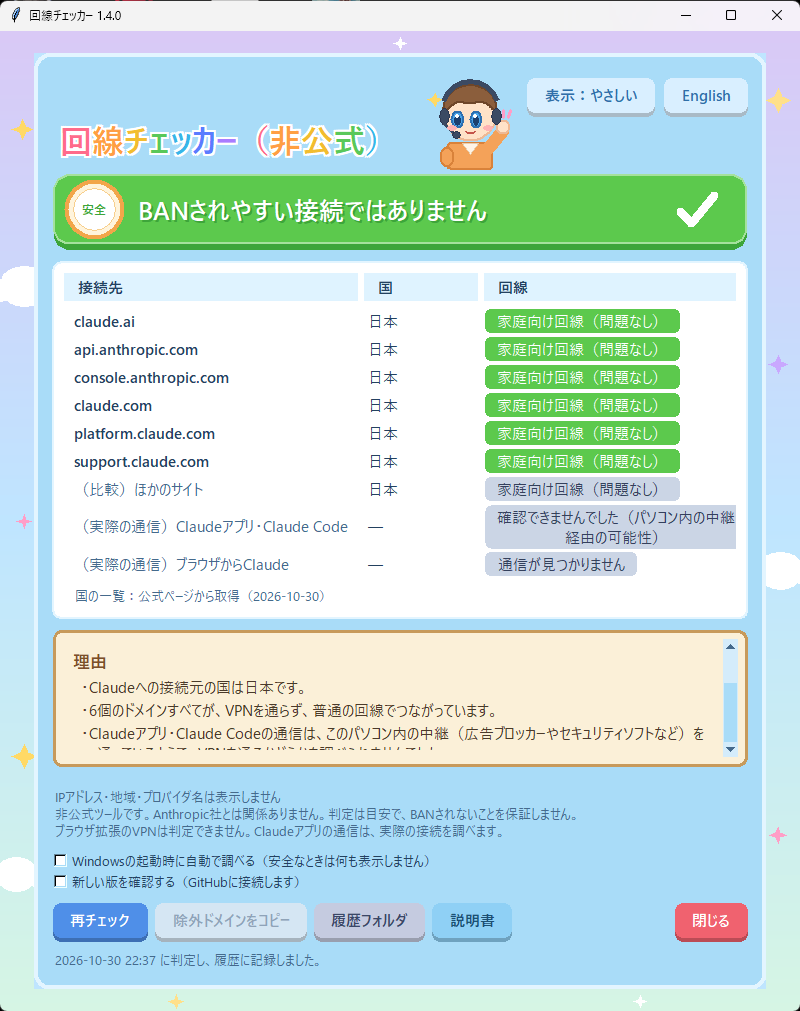 回線チェッカー 1.4.0
表示：やさしい
English
回線チェッカー（非公式）
安全
BANされやすい接続ではありません
接続先 国 回線
claude.ai 日本 家庭向け回線（問題なし）
api.anthropic.com 日本 家庭向け回線（問題なし）
console.anthropic.com 日本 家庭向け回線（問題なし）
claude.com 日本 家庭向け回線（問題なし）
platform.claude.com 日本 家庭向け回線（問題なし）
support.claude.com 日本 家庭向け回線（問題なし）
（比較）ほかのサイト 日本 家庭向け回線（問題なし）
（実際の通信）Claudeアプリ・Claude Code — 確認できませんでした（パソコン内の中継
経由の可能性）
（実際の通信）ブラウザからClaude — 通信が見つかりません
国の一覧：公式ページから取得（2026-10-30）
理由
・Claudeへの接続元の国は日本です。
・6個のドメインすべてが、VPNを通らず、普通の回線でつながっています。
・Claudeアプリ・Claude Codeの通信は、このパソコン内の中継（広告ブロッカーやセキュリティソフトなど）を
IPアドレス・地域・プロバイダ名は表示しません
非公式ツールです。Anthropic社とは関係ありません。判定は目安で、BANされないことを保証しません。
ブラウザ拡張のVPNは判定できません。Claudeアプリの通信は、実際の接続を調べます。
Windowsの起動時に自動で調べる（安全なときは何も表示しません）
新しい版を確認する（GitHubに接続します）
再チェック 除外ドメインをコピー 履歴フォルダ 説明書 閉じる
2026-10-30 22:37 に判定し、履歴に記録しました。